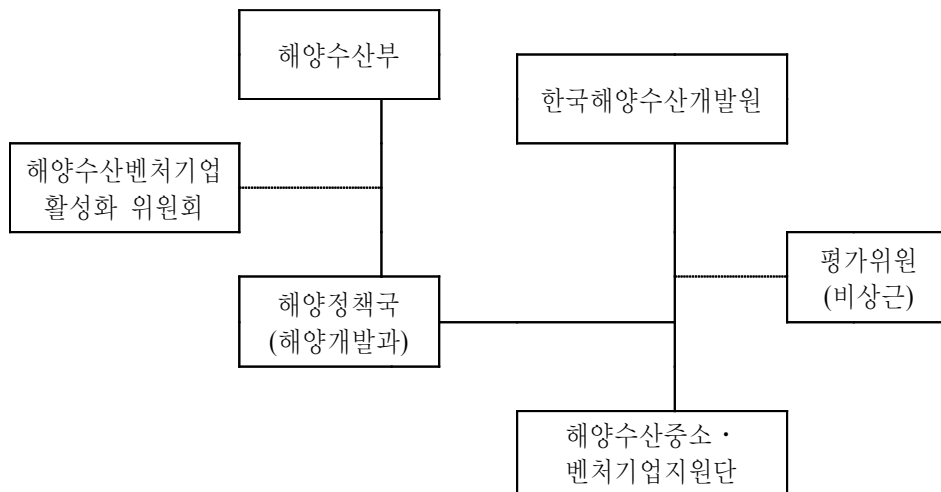 해양수산부
한국해양수산개발원
해양수산벤처기업
활성화 위원회
평가위원
(비상근)
해양정책국
(해양개발과)
해양수산중소·
벤처기업지원단